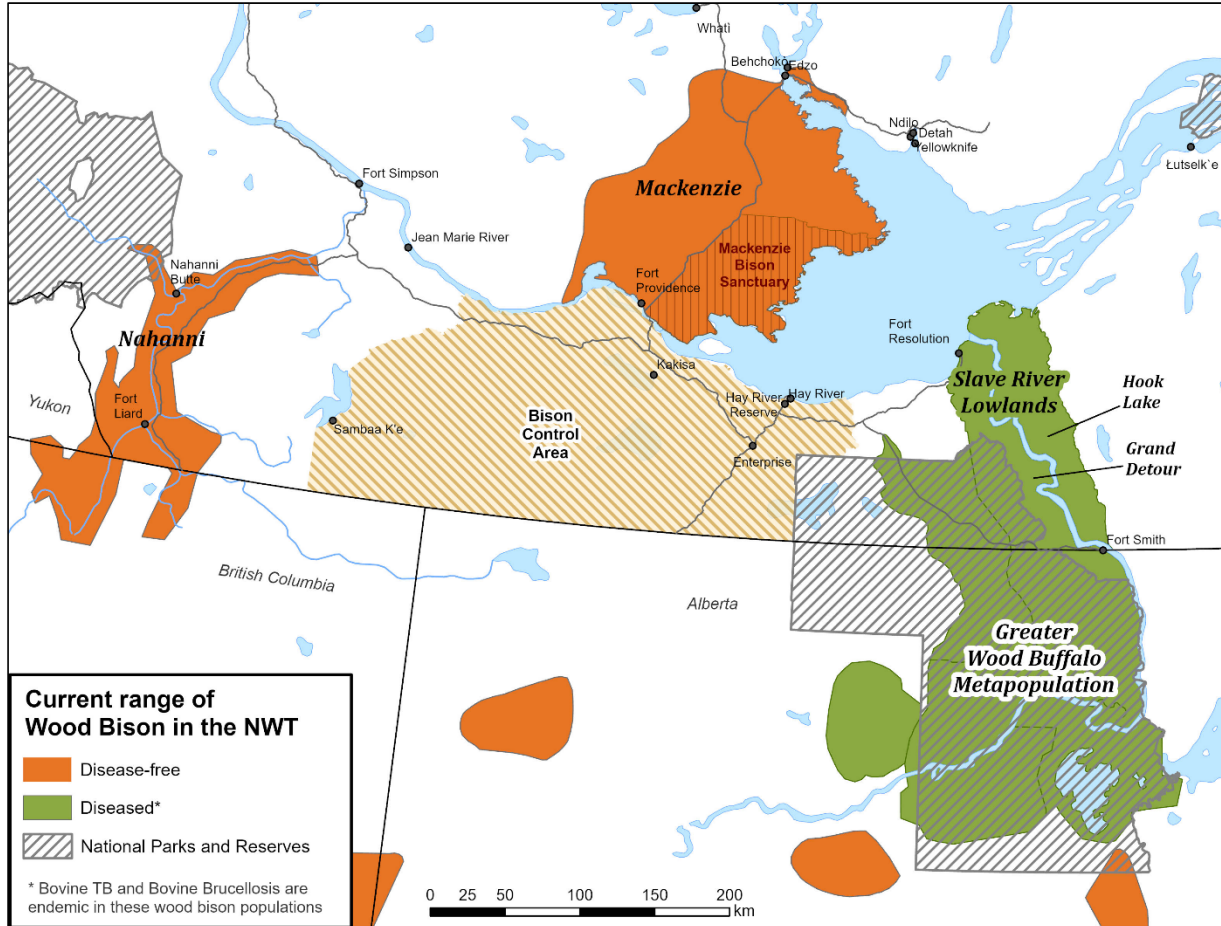 Whatì
Behchokǫ̀
Edzo
Ndilo
Detah
Yellowknife
Łutselk`e
Fort Simpson
Mackenzie
Jean Marie River
Mackenzie
Bison
Sanctuary
Nahanni
Butte
Fort
Providence
Nahanni
Fort
Resolution
Kakisa
Slave River
Lowlands
Hook
Lake
Yukon
Fort
Liard
Hay River
Hay River
Reserve
Bison
Control
Area
Sambaa K'e
Enterprise
Grand
Detour
Fort Smith
British Columbia
Alberta
Greater
Wood Buffalo
Metapopulation
Current range of
Wood Bison in the NWT
Disease-free
Diseased*
National Parks and Reserves
* Bovine TB and Bovine Brucellosis are
endemic in these wood bison populations
0 25 50 100 150 200
km